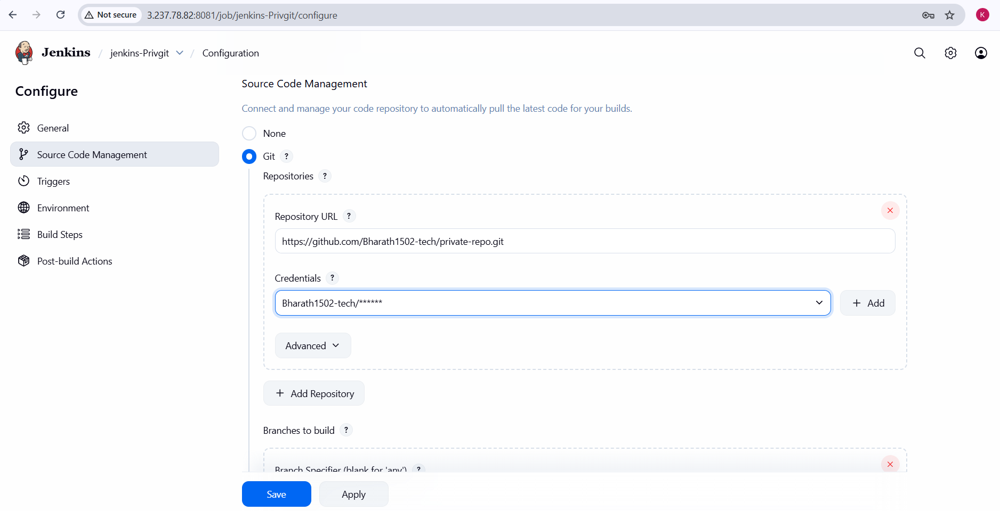 Not secure 3.237.78.82:8081/job/jenkins-Privgit/configure
K
Jenkins / jenkins-Privgit / Configuration
Configure
General
Source Code Management
Triggers
Environment
Build Steps
Post-build Actions
Source Code Management
Connect and manage your code repository to automatically pull the latest code for your builds.
None
Git ?
Repositories ?
Repository URL ?
https://github.com/Bharath1502-tech/private-repo.git
Credentials ?
Bharath1502-tech/******
+ Add
Advanced
+ Add Repository
Branches to build ?
Branch Specifier (blank for 'any') ?
Save
Apply